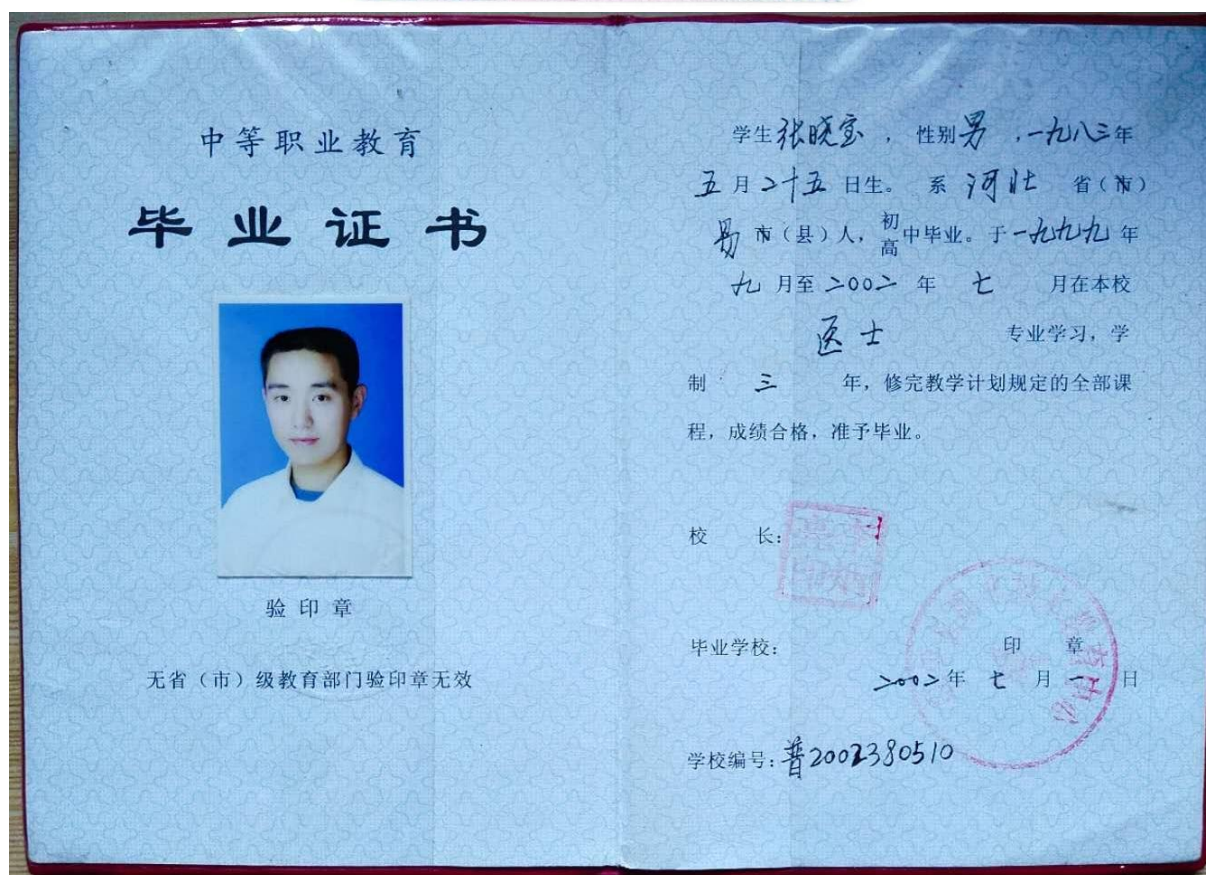 中等职业教育
毕业证书
验印章
无省（市）级教育部门验印章无效
学生张晓宝，性别男，一九八三年
五月二十五日生。系河北省（市）
易市（县）人，初高中毕业。于一九九九年
九月至二〇〇二年七月在本校
医士专业学习，学
制三年，修完教学计划规定的全部课
程，成绩合格，准予毕业。
校长：
毕业学校：印章
二〇〇二年七月一日
学校编号：普2002380510